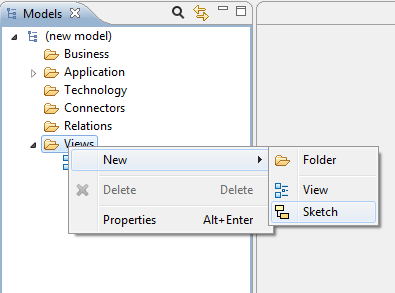 Models
(new model)
Business
Application
Technology
Connectors
Relations
Views
New
Folder
Delete Delete
View
Sketch
Properties Alt+Enter